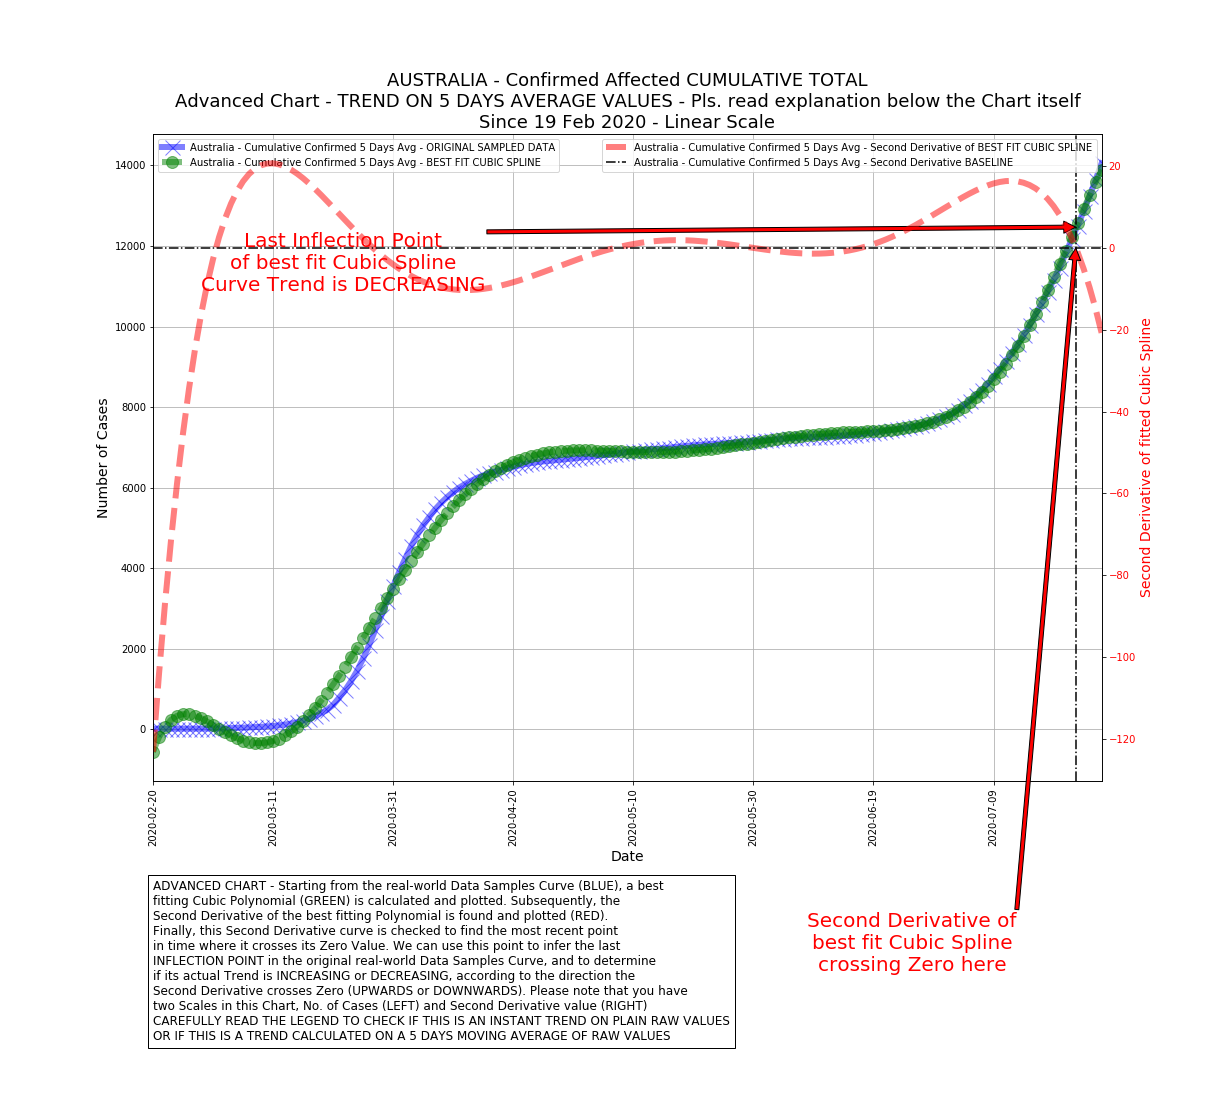 AUSTRALIA - Confirmed Affected CUMULATIVE TOTAL
Advanced Chart - TREND ON 5 DAYS AVERAGE VALUES - Pls. read explanation below the Chart itself
Since 19 Feb 2020 - Linear Scale
Australia - Cumulative Confirmed 5 Days Avg - ORIGINAL SAMPLED DATA
Australia - Cumulative Confirmed 5 Days Avg - BEST FIT CUBIC SPLINE
Australia - Cumulative Confirmed 5 Days Avg - Second Derivative of BEST FIT CUBIC SPLINE
Australia - Cumulative Confirmed 5 Days Avg - Second Derivative BASELINE
Last Inflection Point
of best fit Cubic Spline
Curve Trend is DECREASING
Number of Cases
14000
12000
10000
8000
6000
4000
2000
0
20
0
−20
−40
−60
−80
−100
−120
Second Derivative of fitted Cubic Spline
2020-02-20
2020-03-11
2020-03-31
2020-04-20
2020-05-10
2020-05-30
2020-06-19
2020-07-09
Date
Second Derivative of
best fit Cubic Spline
crossing Zero here
ADVANCED CHART - Starting from the real-world Data Samples Curve (BLUE), a best
fitting Cubic Polynomial (GREEN) is calculated and plotted. Subsequently, the
Second Derivative of the best fitting Polynomial is found and plotted (RED).
Finally, this Second Derivative curve is checked to find the most recent point
in time where it crosses its Zero Value. We can use this point to infer the last
INFLECTION POINT in the original real-world Data Samples Curve, and to determine
if its actual Trend is INCREASING or DECREASING, according to the direction the
Second Derivative crosses Zero (UPWARDS or DOWNWARDS). Please note that you have
two Scales in this Chart, No. of Cases (LEFT) and Second Derivative value (RIGHT)
CAREFULLY READ THE LEGEND TO CHECK IF THIS IS AN INSTANT TREND ON PLAIN RAW VALUES
OR IF THIS IS A TREND CALCULATED ON A 5 DAYS MOVING AVERAGE OF RAW VALUES